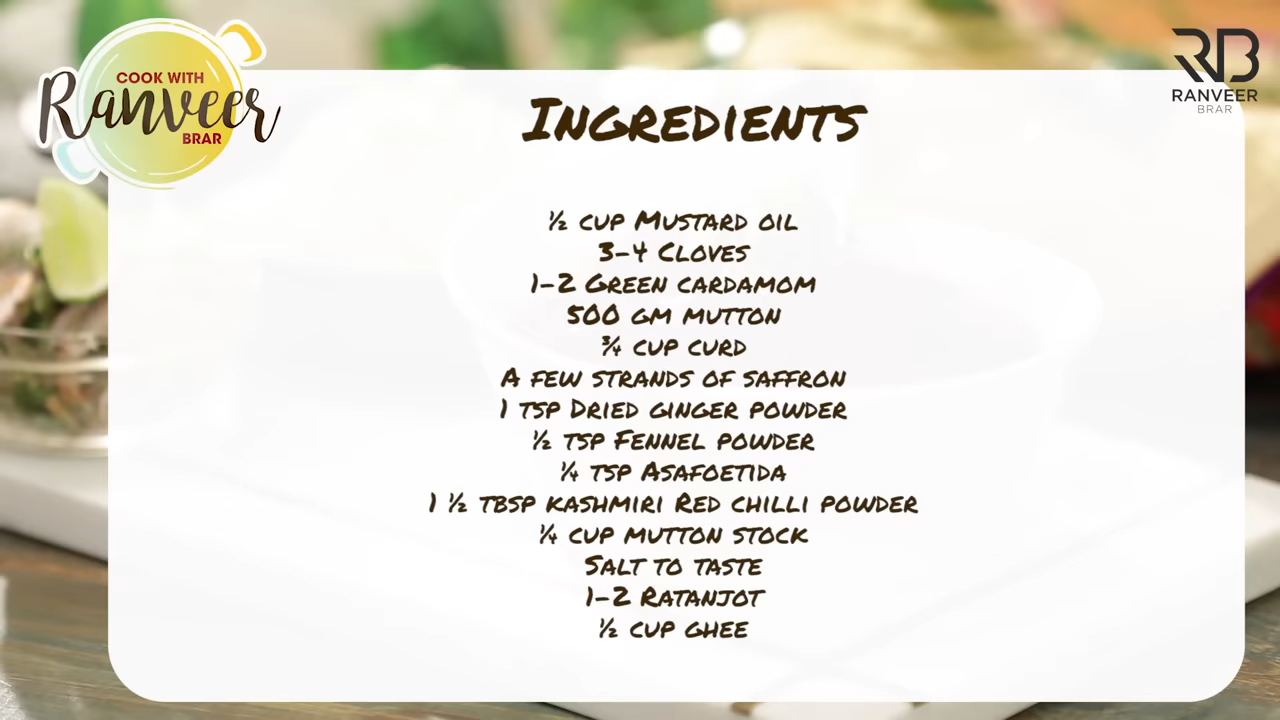 COOK WITH
Ranveer
BRAR
RB
RANVEER
BRAR
INGREDIENTS
½ CUP MUSTARD OIL
3-4 CLOVES
1-2 GREEN CARDAMOM
500 GM MUTTON
¾ CUP CURD
A FEW STRANDS OF SAFFRON
1 TSP DRIED GINGER POWDER
½ TSP FENNEL POWDER
¼ TSP ASAFOETIDA
1 ½ TBSP KASHMIRI RED CHILLI POWDER
¼ CUP MUTTON STOCK
SALT TO TASTE
1-2 RATANJOT
½ CUP GHEE